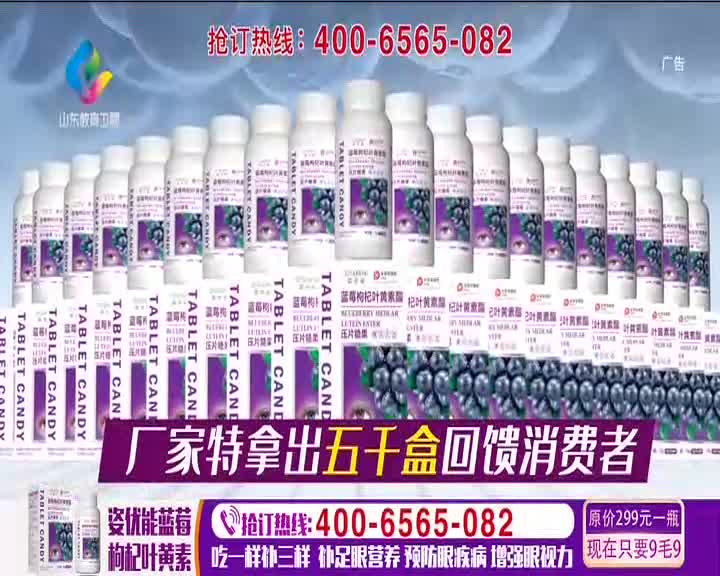 抢订热线：400-6565-082
广告
山东教育卫视
TABLET CANDY
蓝莓枸杞叶黄素酯
BLUEBERRY MEDLAR
LUTEIN ESTER
压片糖果
厂家特拿出五千盒回馈消费者
姿优能蓝莓
枸杞叶黄素
抢订热线:400-6565-082
吃一样补三样 补足眼营养 预防眼疾病 增强眼视力
原价299元一瓶
现在只要9毛9